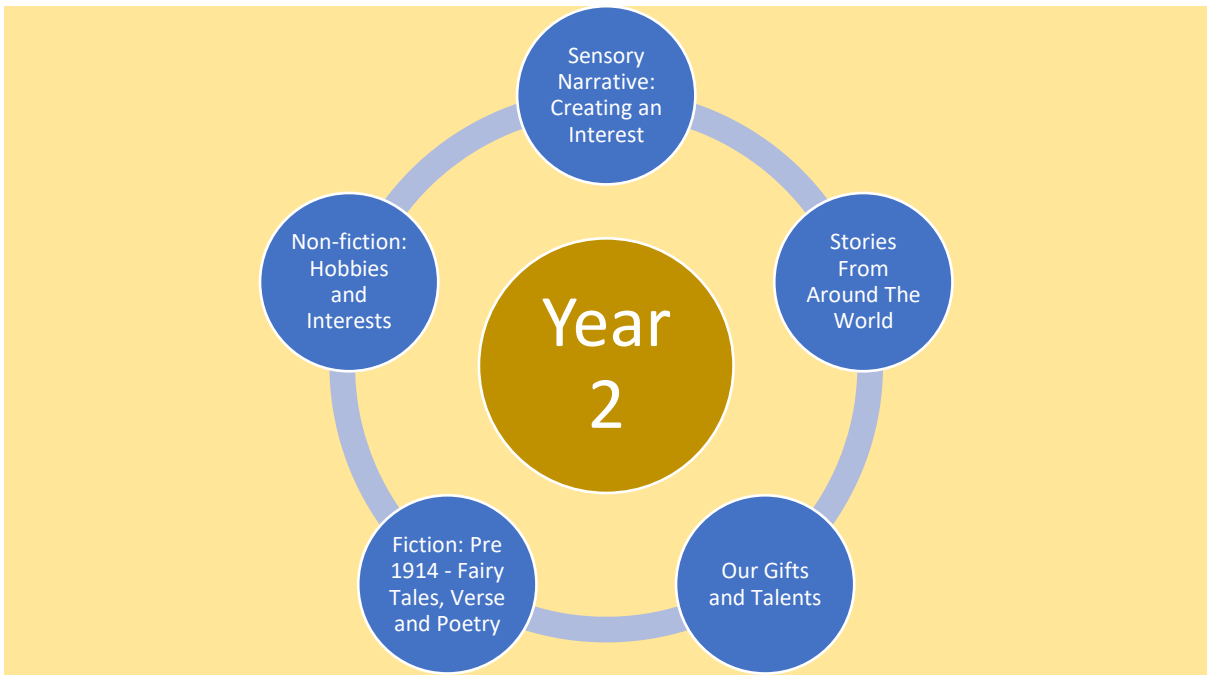 Sensory
Narrative:
Creating an
Interest
Stories
From
Around The
World
Our Gifts
and Talents
Fiction: Pre
1914 - Fairy
Tales, Verse
and Poetry
Non-fiction:
Hobbies
and
Interests
Year
2